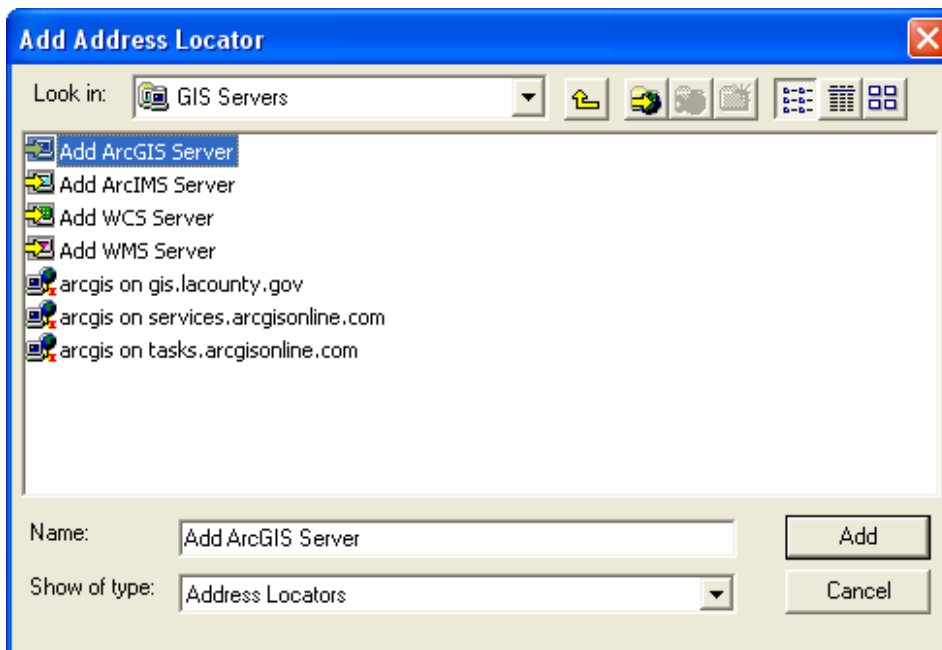 Add Address Locator
Look in: GIS Servers
Add ArcGIS Server
Add ArcIMS Server
Add WCS Server
Add WMS Server
arcgis on gis.lacounty.gov
arcgis on services.arcgisonline.com
arcgis on tasks.arcgisonline.com
Name: Add ArcGIS Server Add
Show of type: Address Locators Cancel